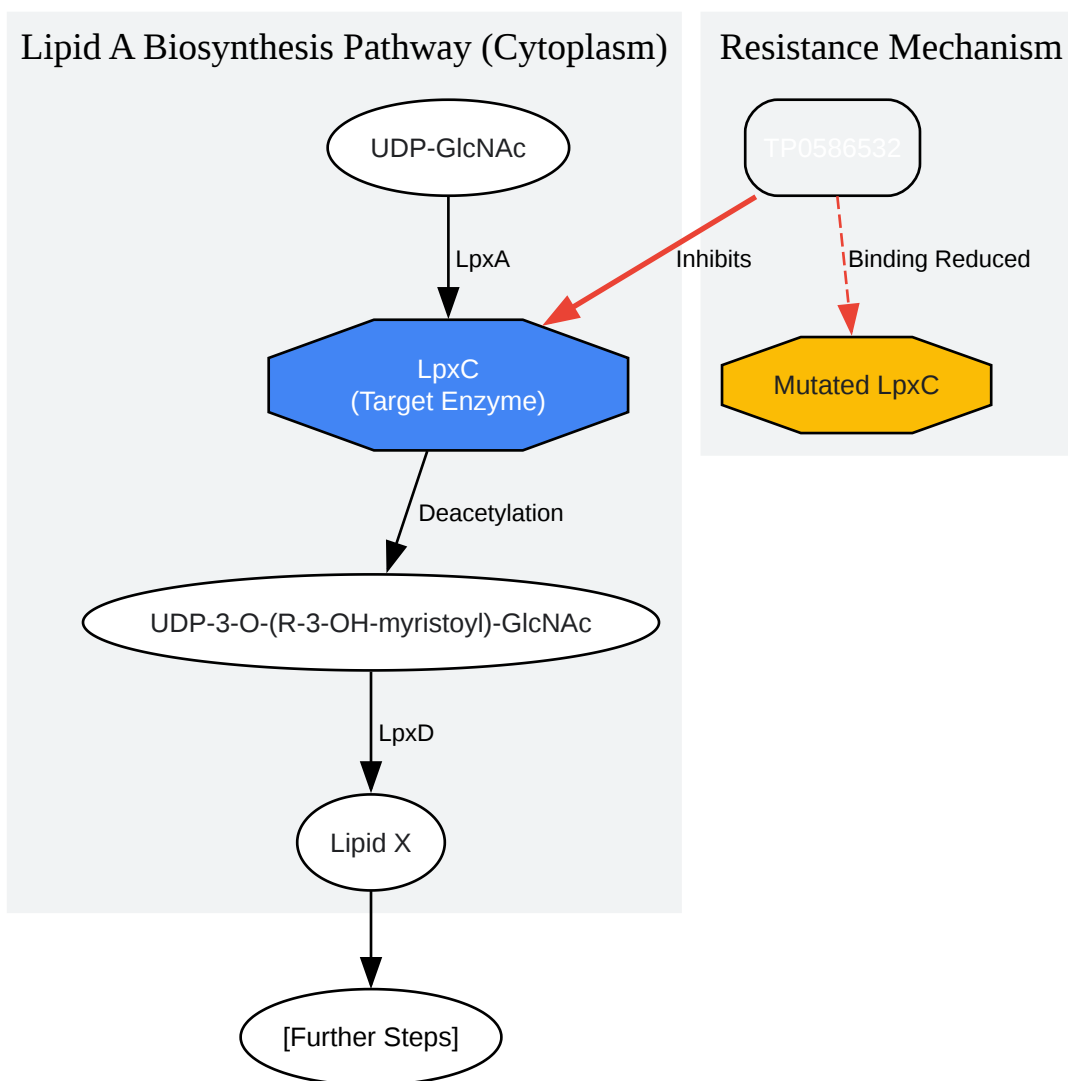 Lipid A Biosynthesis Pathway (Cytoplasm)
Resistance Mechanism
UDP-GlcNAc
TP0586532
LpxA
Inhibits
Binding Reduced
LpxC
(Target Enzyme)
Mutated LpxC
Deacetylation
UDP-3-O-(R-3-OH-myristoyl)-GlcNAc
LpxD
Lipid X
[Further Steps]